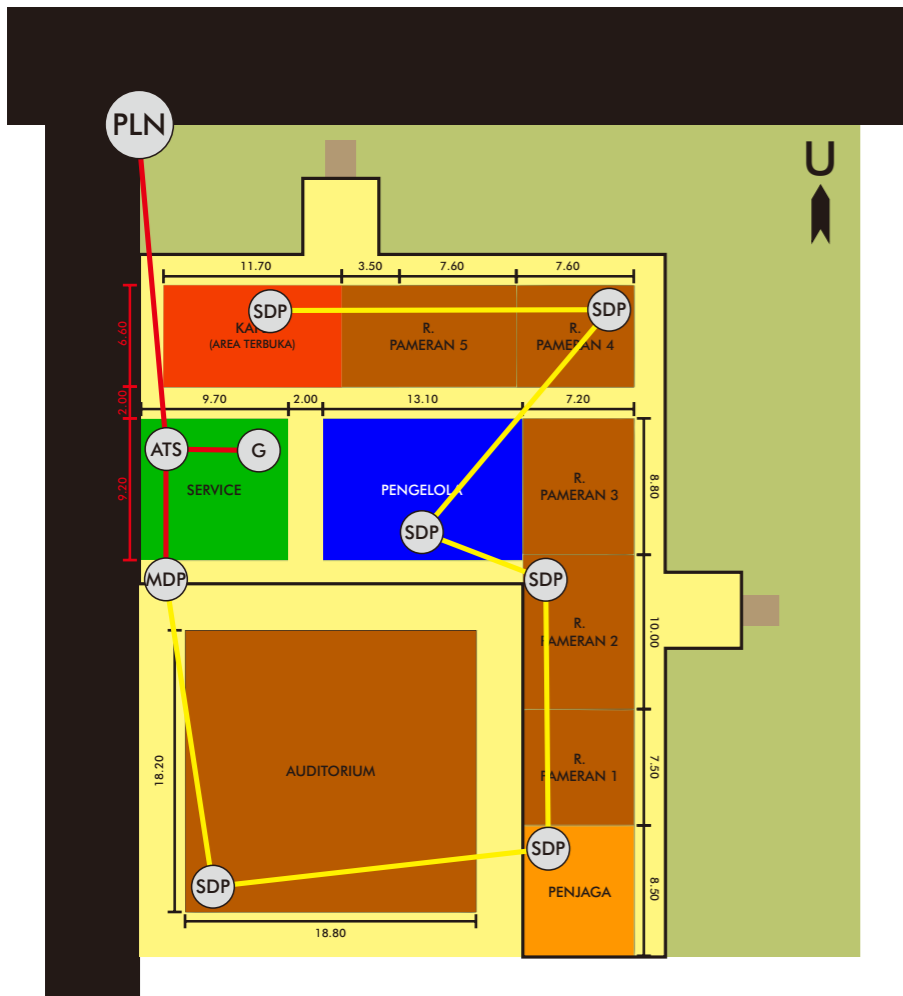 PLN
U
11.70
3.50
7.60
7.60
6.60
SDP
SDP
KA
(AREA TERBUKA)
R.
PAMERAN 5
R.
PAMERAN 4
2.00
9.70
2.00
13.10
7.20
9.20
ATS
G
SERVICE
PENGELOLA
R.
PAMERAN 3
8.80
SDP
MDP
SDP
R.
PAMERAN 2
10.00
18.20
AUDITORIUM
R.
PAMERAN 1
7.50
SDP
SDP
PENJAGA
8.50
18.80